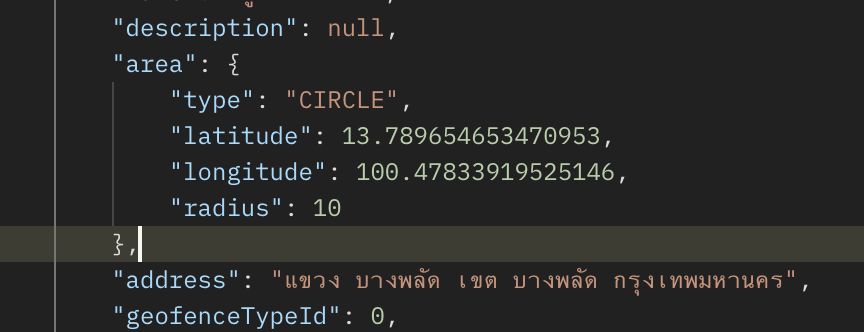 "description": null,
"area": {
"type": "CIRCLE",
"latitude": 13.789654653470953,
"longitude": 100.47833919525146,
"radius": 10
},
"address": "แขวง บางพลัด เขต บางพลัด กรุงเทพมหานคร",
"geofenceTypeId": 0,